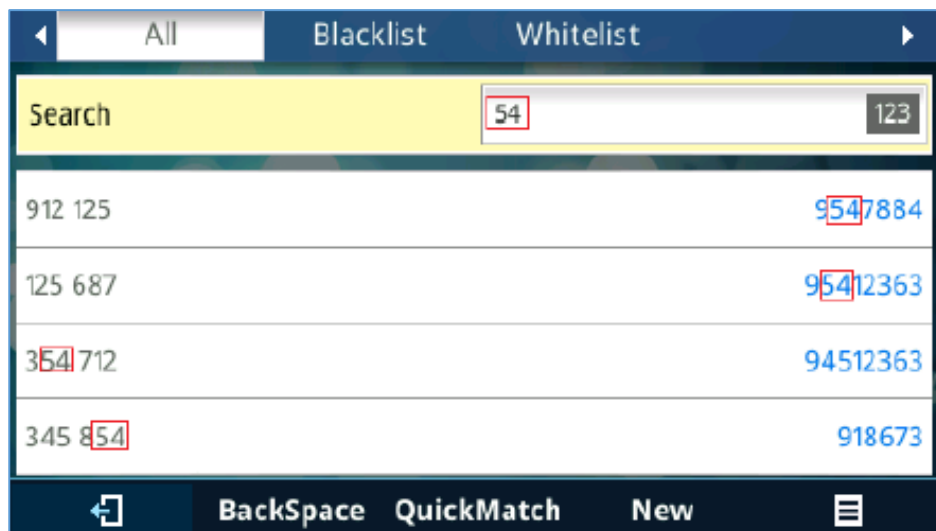 All Blacklist Whitelist
Search 54 123
912 125 9547884
125 687 95412363
354 712 94512363
345 854 918673
BackSpace QuickMatch New